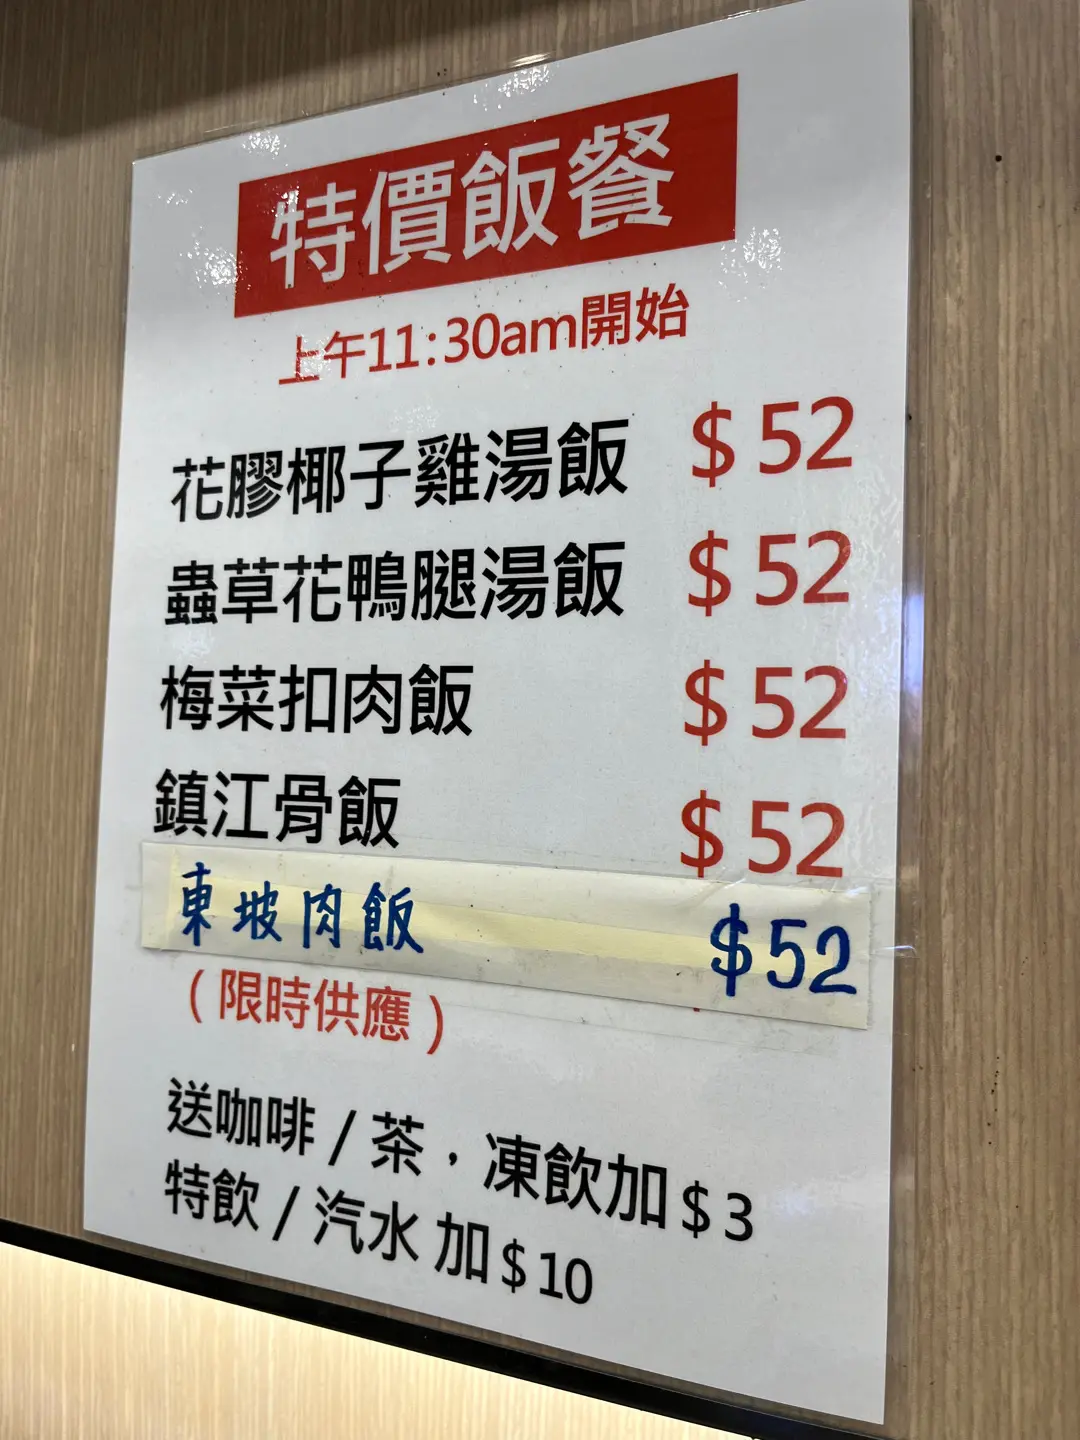 特價飯餐
上午11:30am開始
花膠椰子雞湯飯 $52
蟲草花鴨腿湯飯 $52
梅菜扣肉飯 $52
鎮江骨飯 $52
東坡肉飯 $52
(限時供應)
送咖啡/茶，凍飲加$3
特飲/汽水 加$10